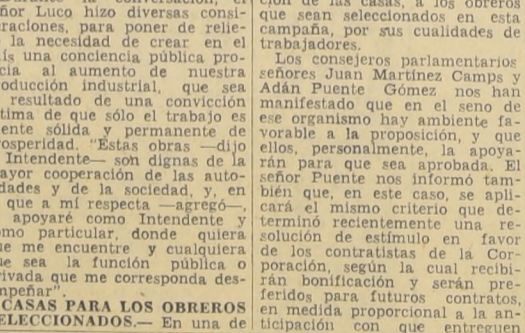 ñor Luco hizo diversas consi-
raciones, para poner de relie-
la necesidad de crear en el
ís una conciencia pública pro-
cia al aumento de nuestra
oducción industrial, que sea
resultado de una convicción
tima de que sólo el trabajo es
ente sólida y permanente de
osperidad. "Estas obras —dijo
Intendente— son dignas de la
ayor cooperación de las auto-
dades y de la sociedad, y, en
que a mí respecta —agregó—,
apoyaré como Intendente y
omo particular, donde quiera
e me encuentre y cualquiera
e sea la función pública o
ivada que me corresponda des-
mpeñar".
CASAS PARA LOS OBREROS
ELECCIONADOS.— En una de
ción de las casas, a los obreros
que sean seleccionados en esta
campaña, por sus cualidades de
trabajadores.
Los consejeros parlamentarios
señores Juan Martínez Camps y
Adán Puente Gómez nos han
manifestado que en el seno de
ese organismo hay ambiente fa-
vorable a la proposición, y que
ellos, personalmente, la apoya-
rán para que sea aprobada. El
señor Puente nos informó tam-
bién que, en este caso, se apli-
cará el mismo criterio que de-
terminó recientemente una re-
solución de estímulo en favor
de los contratistas de la Cor-
poración, según la cual recibi-
rán bonificación y serán pre-
feridos para futuros contratos,
en medida proporcional a la an-
ticipación con que entreguen